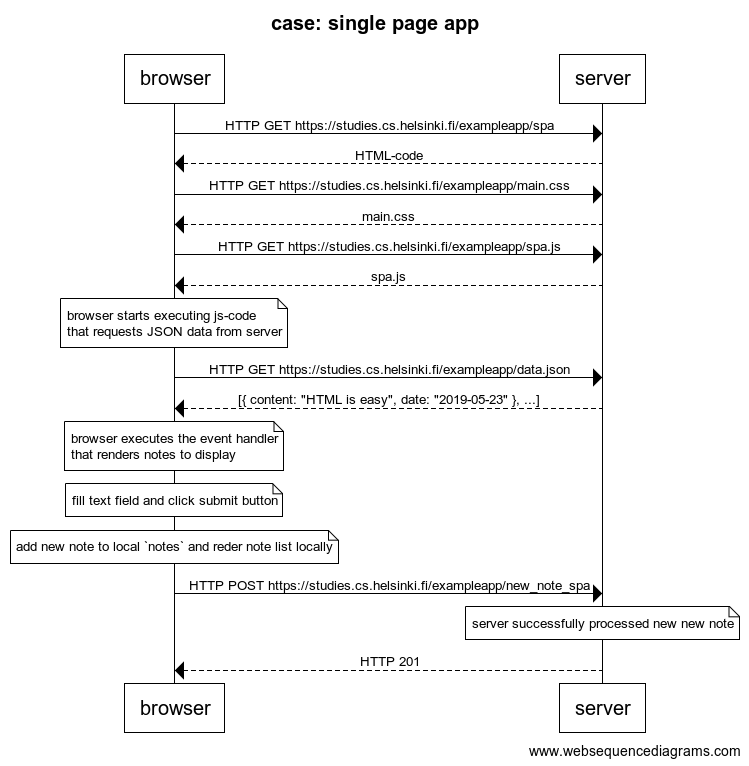 case: single page app
browser
server
HTTP GET https://studies.cs.helsinki.fi/exampleapp/spa
HTML-code
HTTP GET https://studies.cs.helsinki.fi/exampleapp/main.css
main.css
HTTP GET https://studies.cs.helsinki.fi/exampleapp/spa.js
spa.js
browser starts executing js-code
that requests JSON data from server
HTTP GET https://studies.cs.helsinki.fi/exampleapp/data.json
[{ content: "HTML is easy", date: "2019-05-23" }, ...]
browser executes the event handler
that renders notes to display
fill text field and click submit button
add new note to local `notes` and reder note list locally
HTTP POST https://studies.cs.helsinki.fi/exampleapp/new_note_spa
server successfully processed new new note
HTTP 201
browser
server
www.websequencediagrams.com